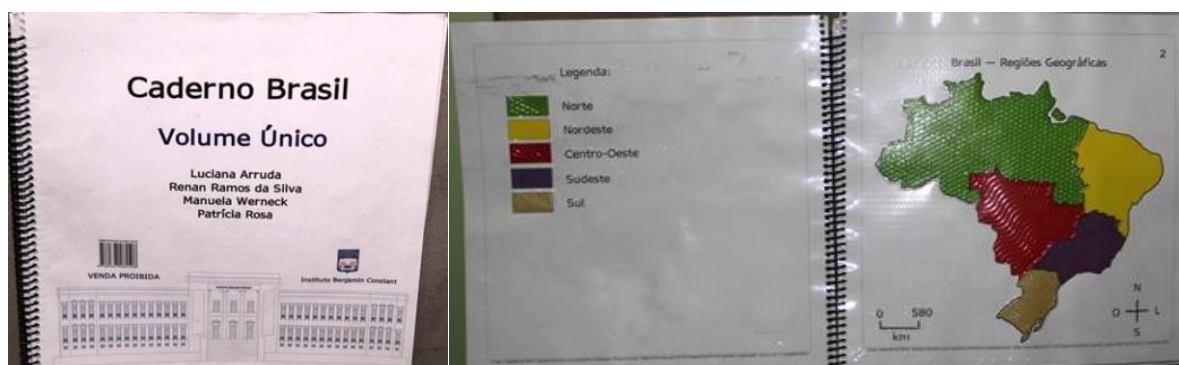 Caderno Brasil
Volume Único
Luciana Arruda
Renan Ramos da Silva
Manuela Werneck
Patrícia Rosa
VENDA PROIBIDA
Instituto Benjamin Constant
Legenda:
Norte
Nordeste
Centro-Oeste
Sudeste
Sul
2
Brasil — Regiões Geográficas
N
O L
S
0 580
km